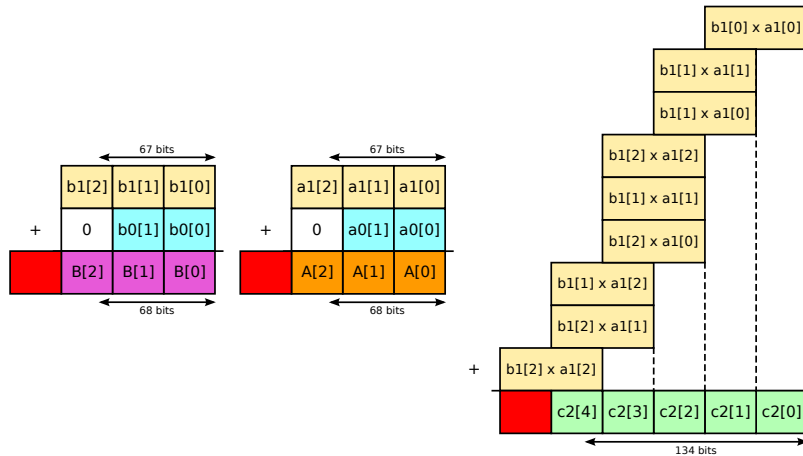 b1[0] x a1[0]
b1[1] x a1[1]
b1[1] x a1[0]
67 bits
67 bits
b1[2] x a1[2]
b1[2] b1[1] b1[0]
a1[2] a1[1] a1[0]
b1[1] x a1[1]
+ 0 b0[1] b0[0]
+ 0 a0[1] a0[0]
b1[2] x a1[0]
B[2] B[1] B[0]
A[2] A[1] A[0]
b1[1] x a1[2]
68 bits
68 bits
b1[2] x a1[1]
+ b1[2] x a1[2]
c2[4] c2[3] c2[2] c2[1] c2[0]
134 bits